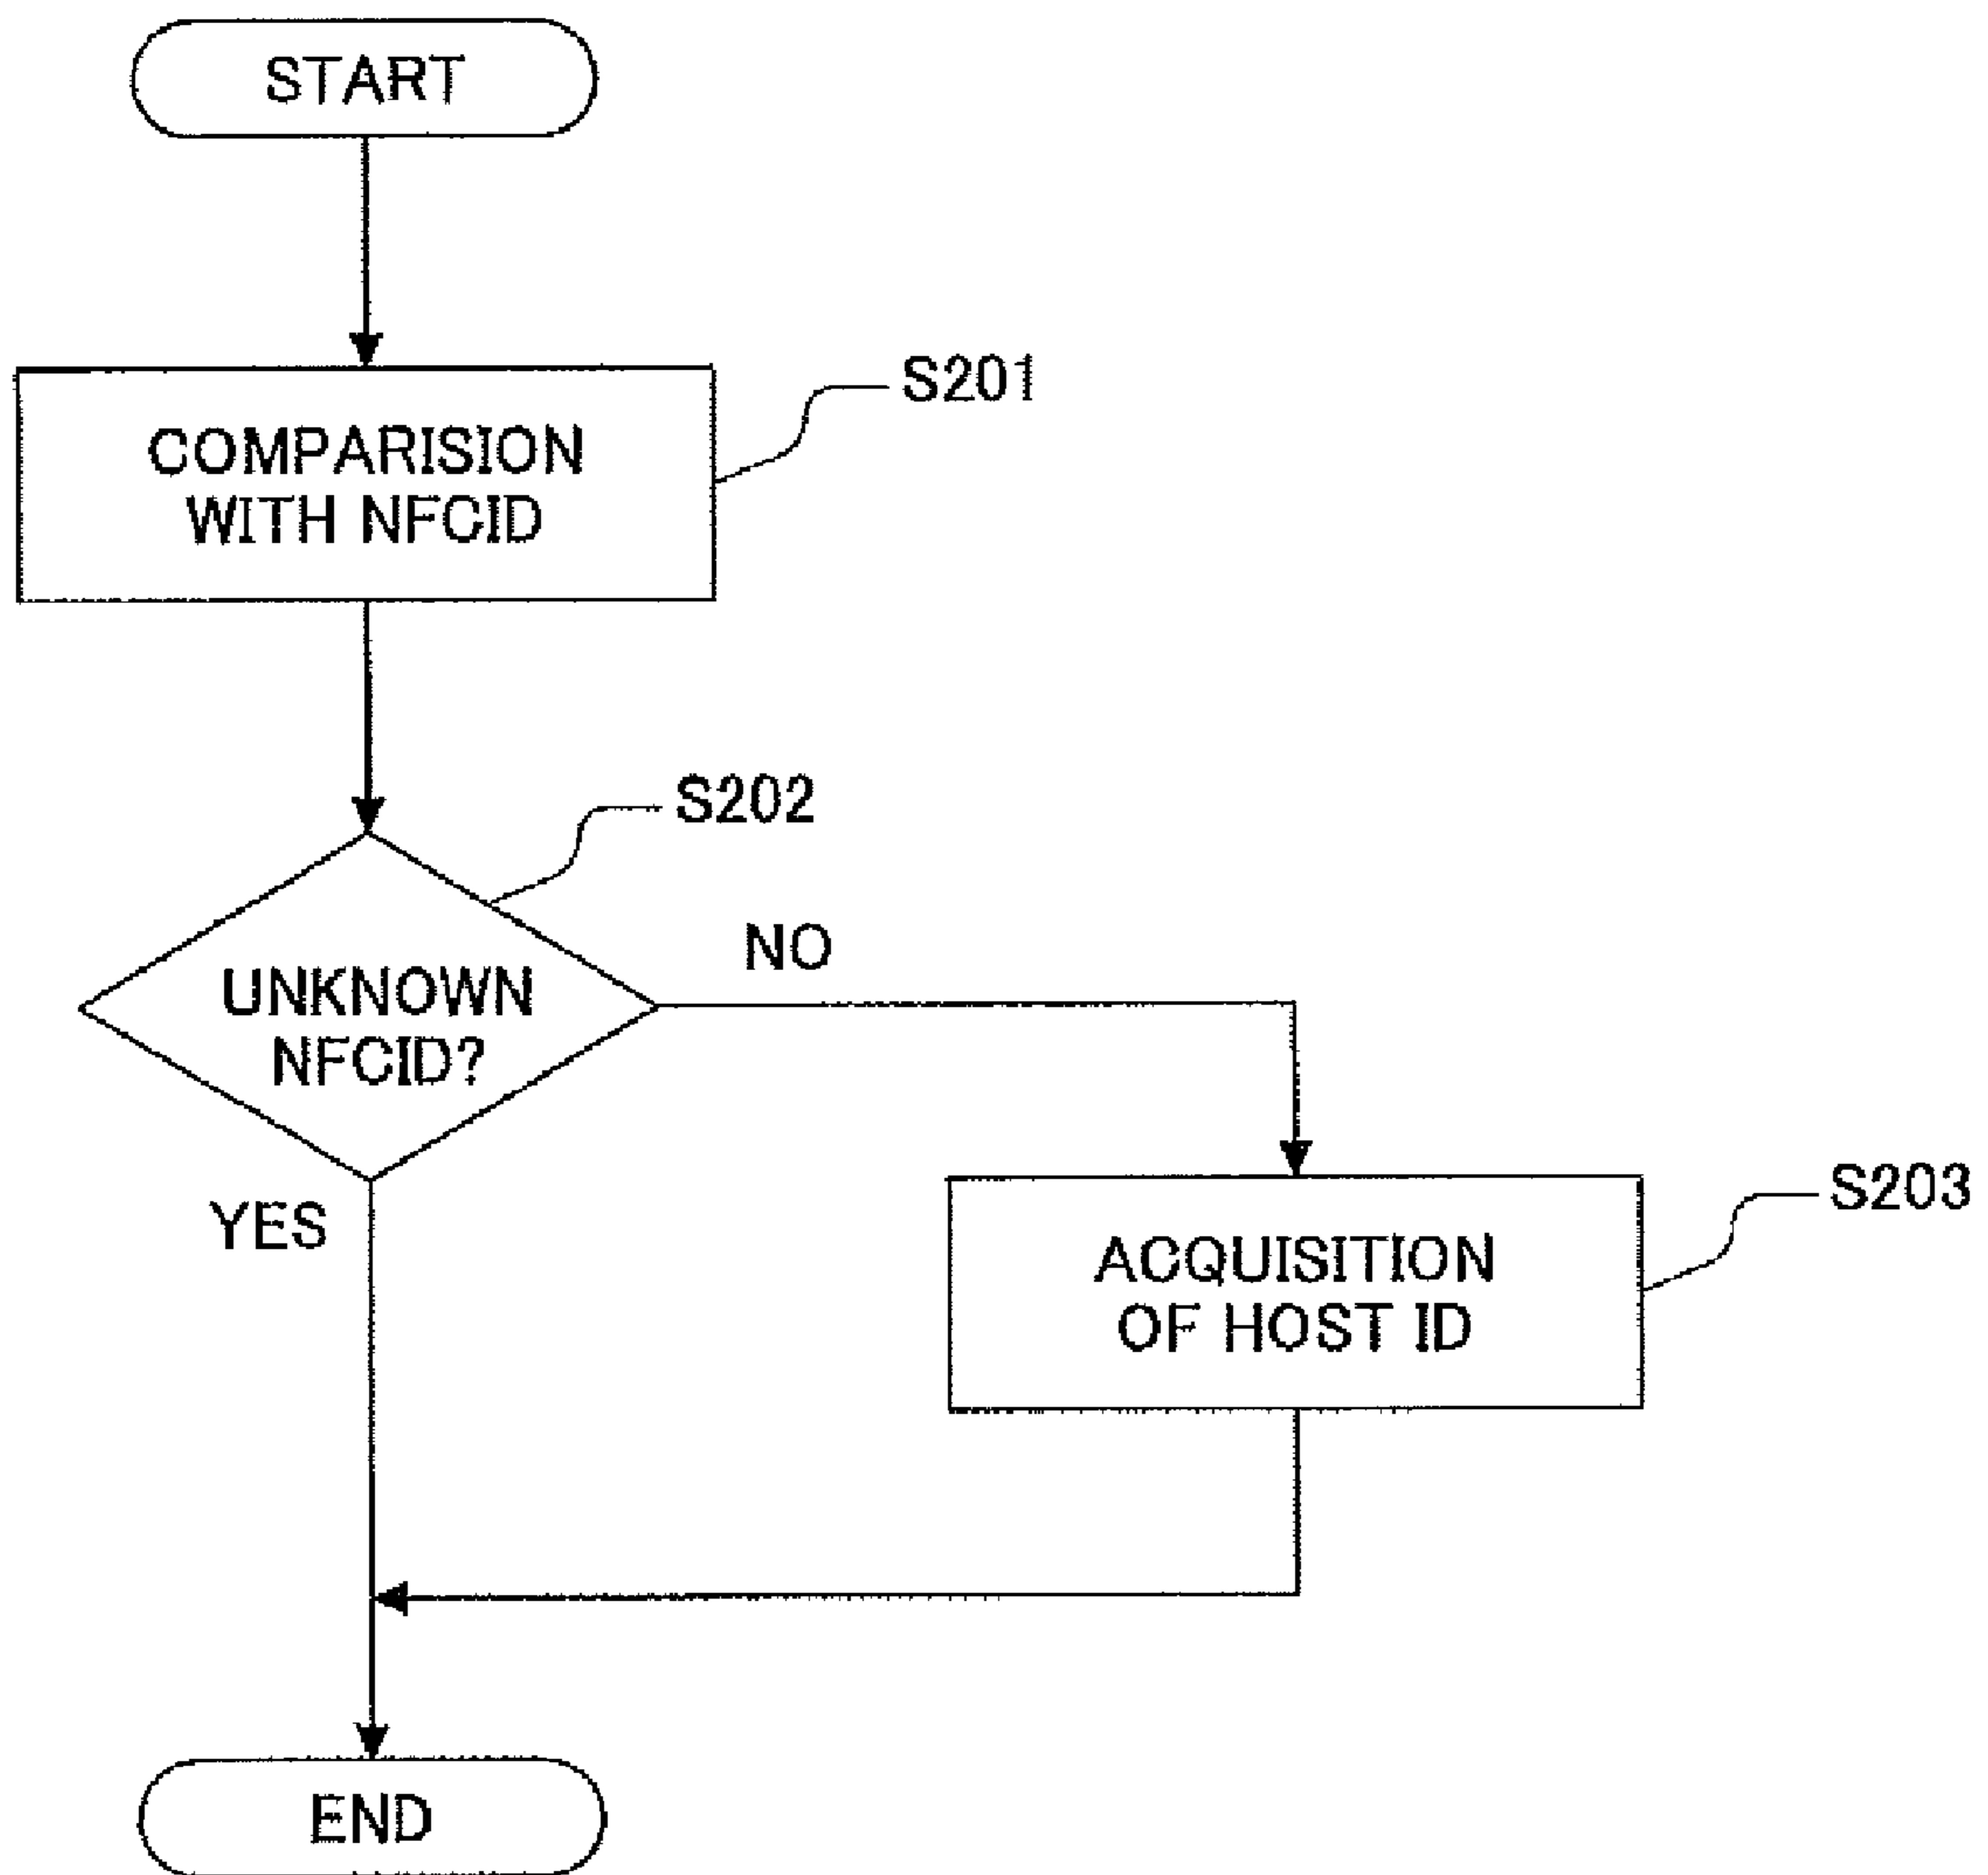 START
S201
COMPARISION
WITH NFCID
S202
NO
UNKNOWN
NFCID?
YES
S203
ACQUISITION
OF HOST ID
END